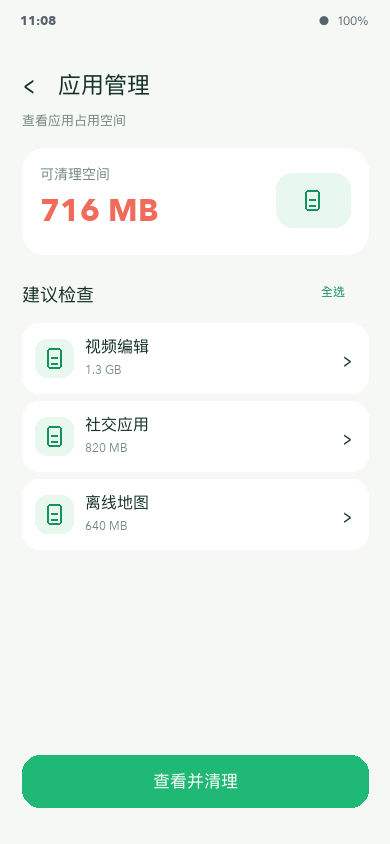 11:08
100%
应用管理
查看应用占用空间
可清理空间
716 MB
建议检查
全选
视频编辑
1.3 GB
社交应用
820 MB
离线地图
640 MB
查看并清理